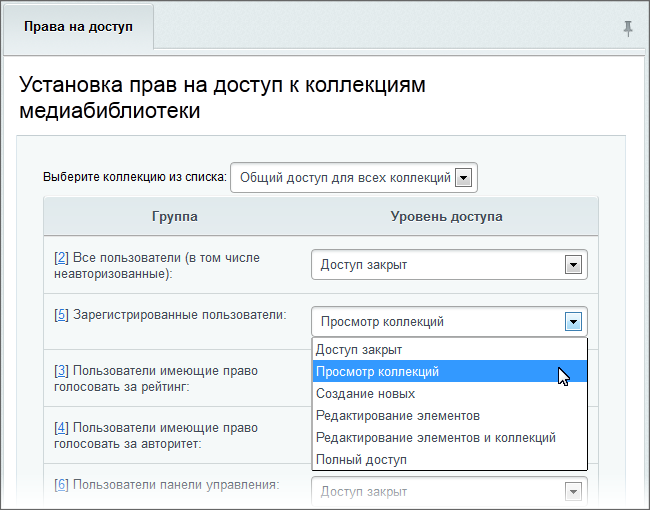 Права на доступ
Установка прав на доступ к коллекциям
медиабиблиотеки
Выберите коллекцию из списка: Общий доступ для всех коллекций
Группа Уровень доступа
[2] Все пользователи (в том числе
неавторизованные): Доступ закрыт
[5] Зарегистрированные пользователи: Просмотр коллекций
Доступ закрыт
Просмотр коллекций
Создание новых
Редактирование элементов
Редактирование элементов и коллекций
Полный доступ
[3] Пользователи имеющие право
голосовать за рейтинг:
[4] Пользователи имеющие право
голосовать за авторитет:
[6] Пользователи панели управления: Доступ закрыт